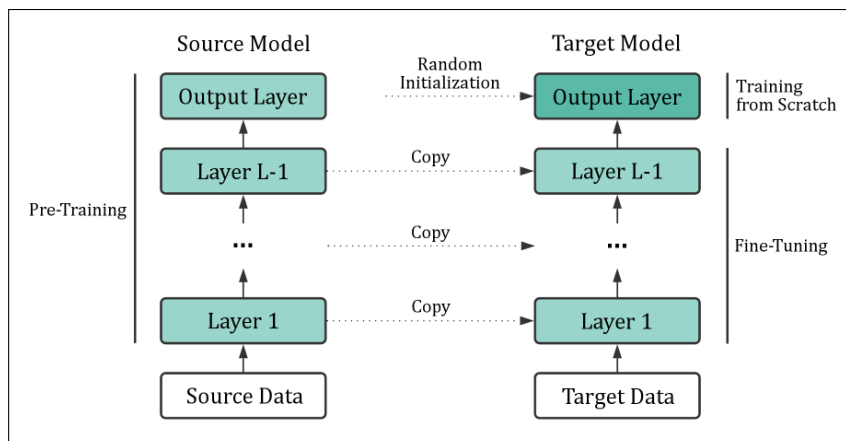 Source Model
Target Model
Random
Initialization
Output Layer
Output Layer
Training
from Scratch
Copy
Layer L-1
Layer L-1
Pre-Training
...
Copy
...
Fine-Tuning
Copy
Layer 1
Layer 1
Source Data
Target Data